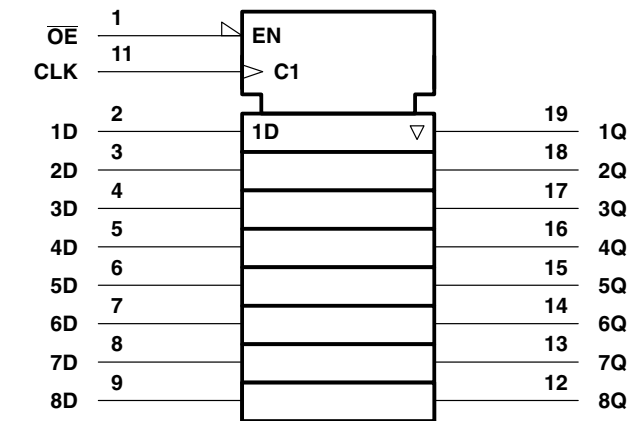 OE 1 EN
CLK 11 C1
1D 2 1D 19 1Q
2D 3 18 2Q
3D 4 17 3Q
4D 5 16 4Q
5D 6 15 5Q
6D 7 14 6Q
7D 8 13 7Q
8D 9 12 8Q